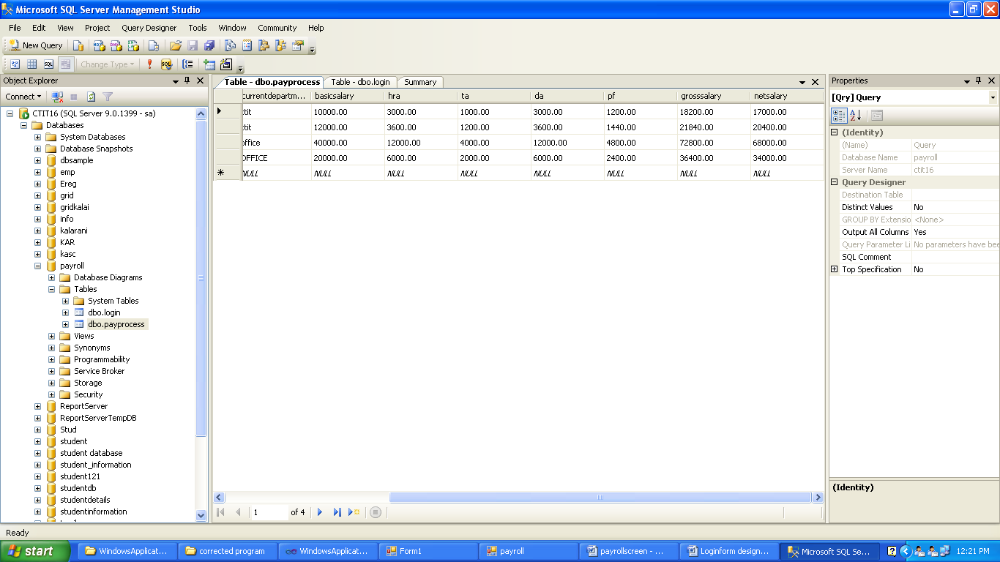 Microsoft SQL Server Management Studio
File Edit View Project Query Designer Tools Window Community Help
New Query
Change Type
Object Explorer
Connect
CTIT16 (SQL Server 9.0.1399 - sa)
Databases
System Databases
Database Snapshots
dbsample
emp
Ereg
grid
gridkalai
info
kalarani
KAR
kasc
payroll
Database Diagrams
Tables
System Tables
dbo.login
dbo.payprocess
Views
Synonyms
Programmability
Service Broker
Storage
Security
ReportServer
ReportServerTempDB
Stud
student
student database
student_information
student121
studentdb
studentdetails
studentinformation
Table - dbo.payprocess Table - dbo.login Summary
currentdepartm... basicsalary hra ta da pf grosssalary netsalary
ctit 10000.00 3000.00 1000.00 3000.00 1200.00 18200.00 17000.00
ctit 12000.00 3600.00 1200.00 3600.00 1440.00 21840.00 20400.00
office 40000.00 12000.00 4000.00 12000.00 4800.00 72800.00 68000.00
OFFICE 20000.00 6000.00 2000.00 6000.00 2400.00 36400.00 34000.00
NULL NULL NULL NULL NULL NULL NULL NULL
1 of 4
Properties
[Qry] Query
(Identity)
(Name) Query
Database Name payroll
Server Name ctit16
Query Designer
Destination Table
Distinct Values No
GROUP BY Extensio <None>
Output All Columns Yes
Query Parameter Li No parameters have bee
SQL Comment
Top Specification No
(Identity)
Ready
start WindowsApplicat... corrected program WindowsApplicat... Form1 payroll payrollscreen - ... Loginform design... Microsoft SQL Se... 12:21 PM